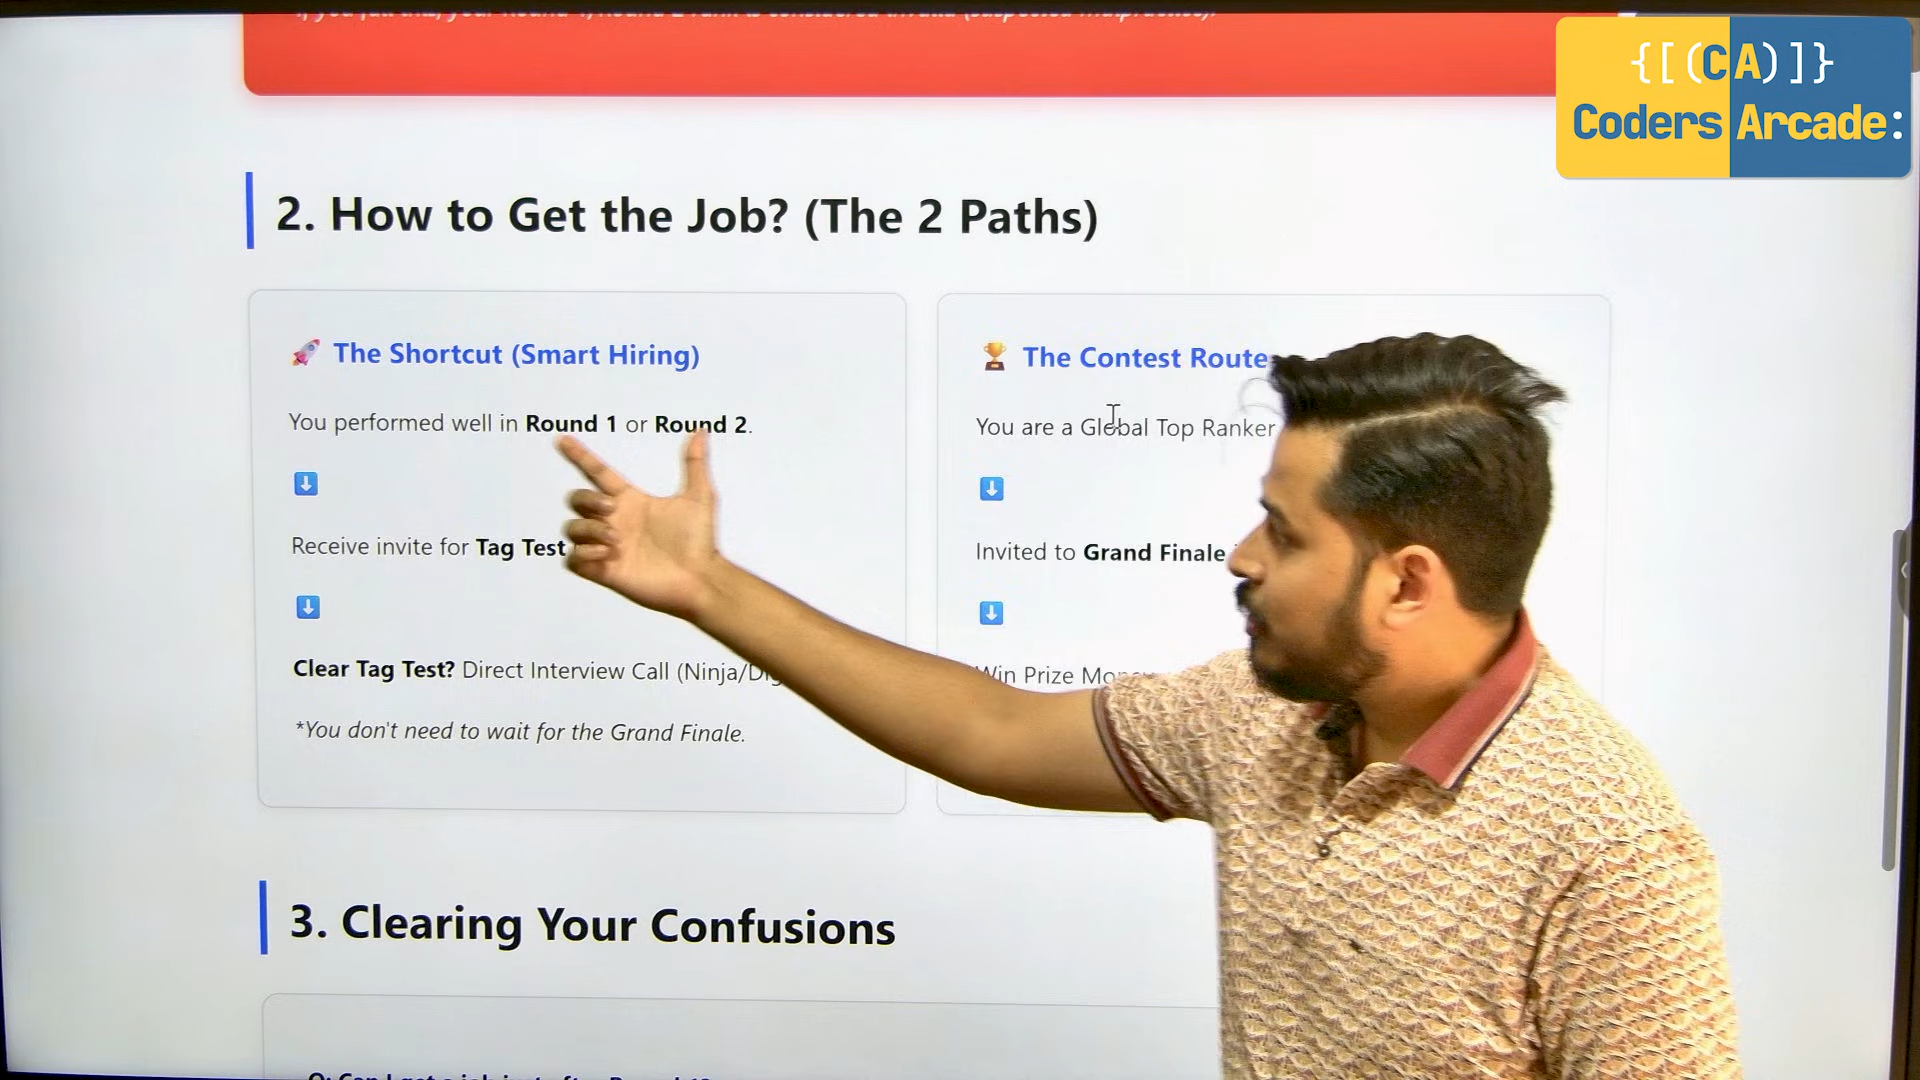 {[(CA)]}
Coders Arcade:
2. How to Get the Job? (The 2 Paths)
The Shortcut (Smart Hiring)
You performed well in Round 1 or Round 2.
Receive invite for Tag Test
Clear Tag Test? Direct Interview Call (Ninja/
*You don't need to wait for the Grand Finale.
The Contest Route
You are a Global Top Ranker
Invited to Grand Finale
Win Prize Money
3. Clearing Your Confusions